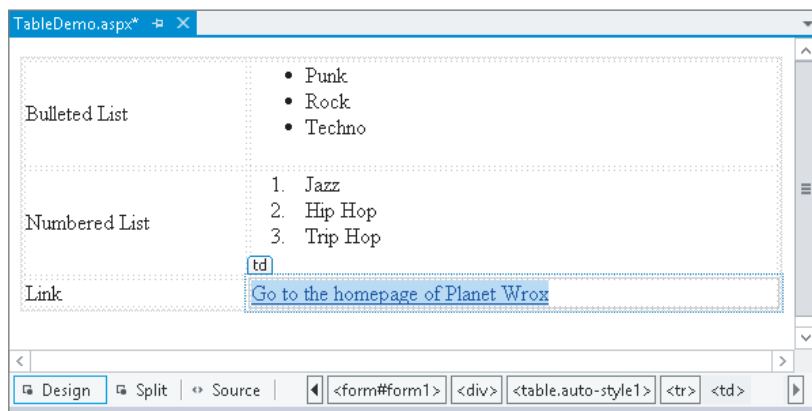 TableDemo.aspx*
Bulleted List
• Punk
• Rock
• Techno
Numbered List
1. Jazz
2. Hip Hop
3. Trip Hop
td
Link
Go to the homepage of Planet Wrox
Design Split Source <form#form1> <div> <table.auto-style1> <tr> <td>